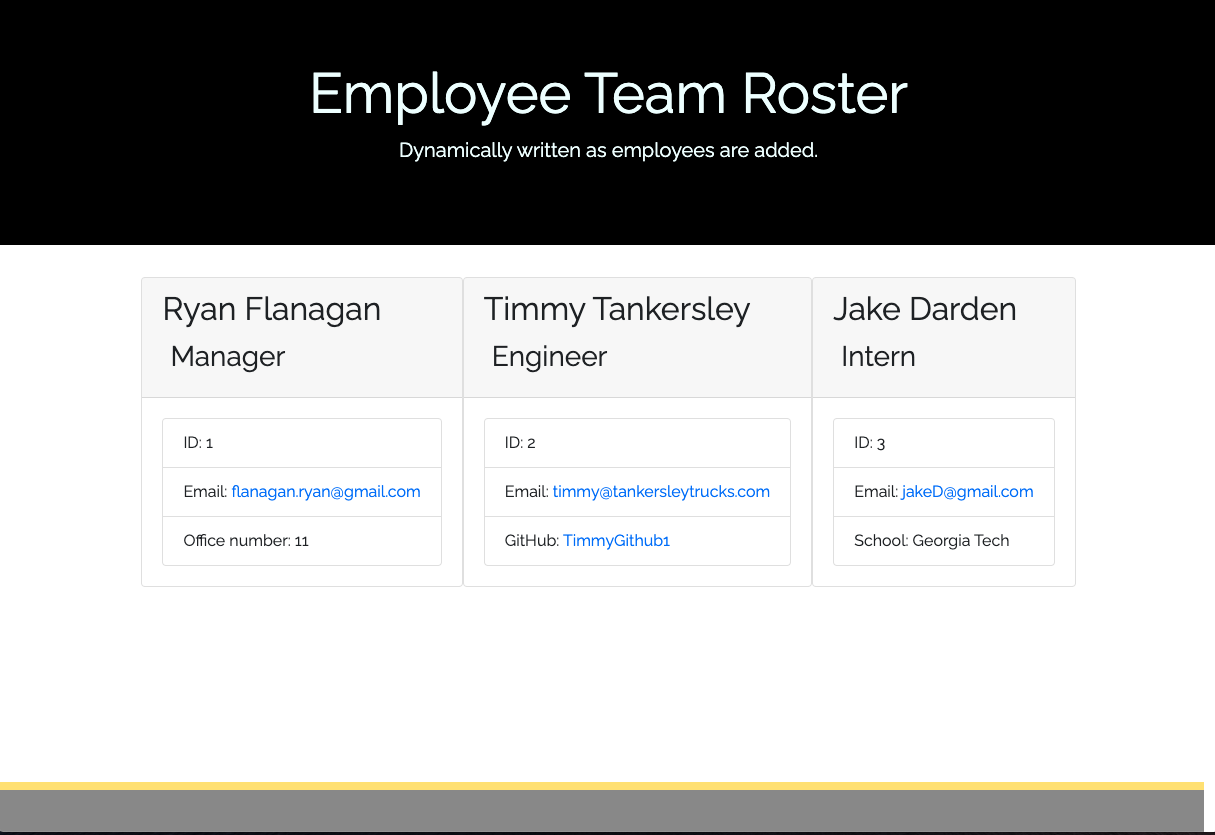 Employee Team Roster
Dynamically written as employees are added.
Ryan Flanagan
Manager
ID: 1
Email: flanagan.ryan@gmail.com
Office number: 11
Timmy Tankersley
Engineer
ID: 2
Email: timmy@tankersleytrucks.com
GitHub: TimmyGithub1
Jake Darden
Intern
ID: 3
Email: jakeD@gmail.com
School: Georgia Tech